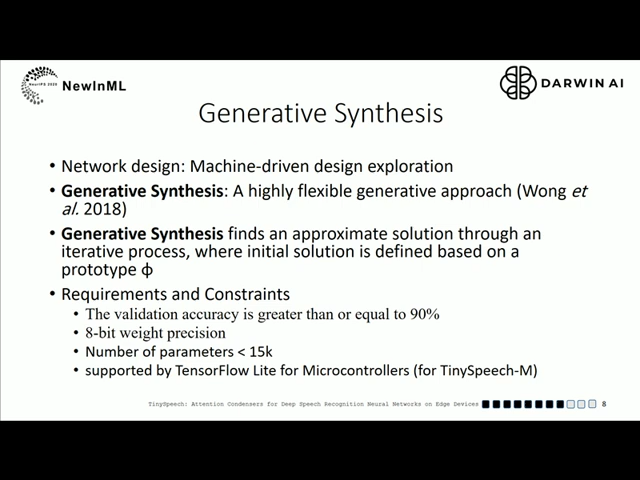 NeurIPS 2020
NewInML
DARWIN AI
Generative Synthesis
• Network design: Machine-driven design exploration
• Generative Synthesis: A highly flexible generative approach (Wong et
al. 2018)
• Generative Synthesis finds an approximate solution through an
iterative process, where initial solution is defined based on a
prototype ф
• Requirements and Constraints
• The validation accuracy is greater than or equal to 90%
• 8-bit weight precision
• Number of parameters < 15k
• supported by TensorFlow Lite for Microcontrollers (for TinySpeech-M)
TinySpeech: Attention Condensers for Deep Speech Recognition Neural Networks on Edge Devices
8